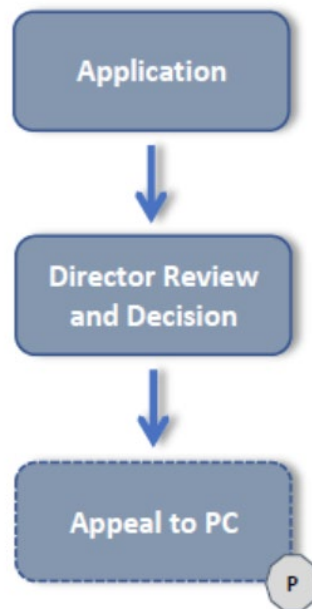 Application
Director Review
and Decision
Appeal to PC
P